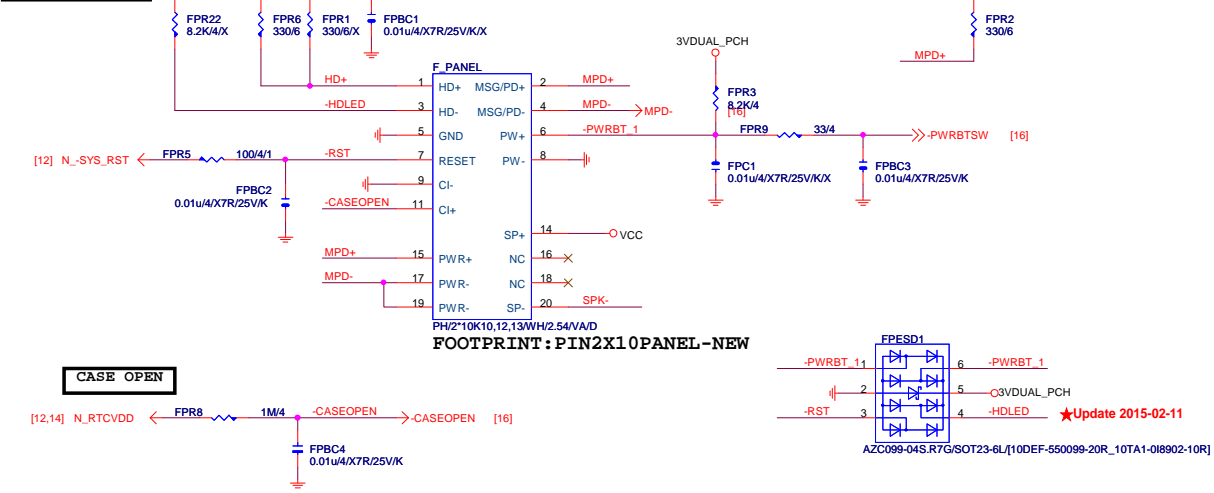 FPR22
8.2K/4/X
FPR6
330/6
FPR1
330/6/X
FPBC1
0.01u/4/X7R/25V/K/X
FPR2
330/6
MPD+
3VDUAL_PCH
FPR3
8.2K/4
F_PANEL
HD+ 1 HD+ MSG/PD+ 2 MPD+
-HDLED 3 HD- MSG/PD- 4 MPD- MPD- [16]
5 GND PW+ 6 -PWRBT_1 FPR9 33/4 -PWRBTSW [16]
[12] N_-SYS_RST FPR5 100/4/1 -RST 7 RESET PW- 8
9 CI-
-CASEOPEN 11 CI+
FPC1
0.01u/4/X7R/25V/K/X
FPBC3
0.01u/4/X7R/25V/K
FPBC2
0.01u/4/X7R/25V/K
SP+ 14 VCC
MPD+ 15 PWR+ NC 16
MPD- 17 PWR- NC 18
19 PWR- SP- 20 SPK-
PH/2*10K10,12,13/WH/2.54/VA/D
FOOTPRINT:PIN2X10PANEL-NEW
CASE OPEN
[12,14] N_RTCVDD FPR8 1M/4 -CASEOPEN -CASEOPEN [16]
FPBC4
0.01u/4/X7R/25V/K
FPESD1
-PWRBT_1 1 6 -PWRBT_1
2 5 3VDUAL_PCH
-RST 3 4 -HDLED ★Update 2015-02-11
AZC099-04S.R7G/SOT23-6L/[10DEF-550099-20R_10TA1-0I8902-10R]